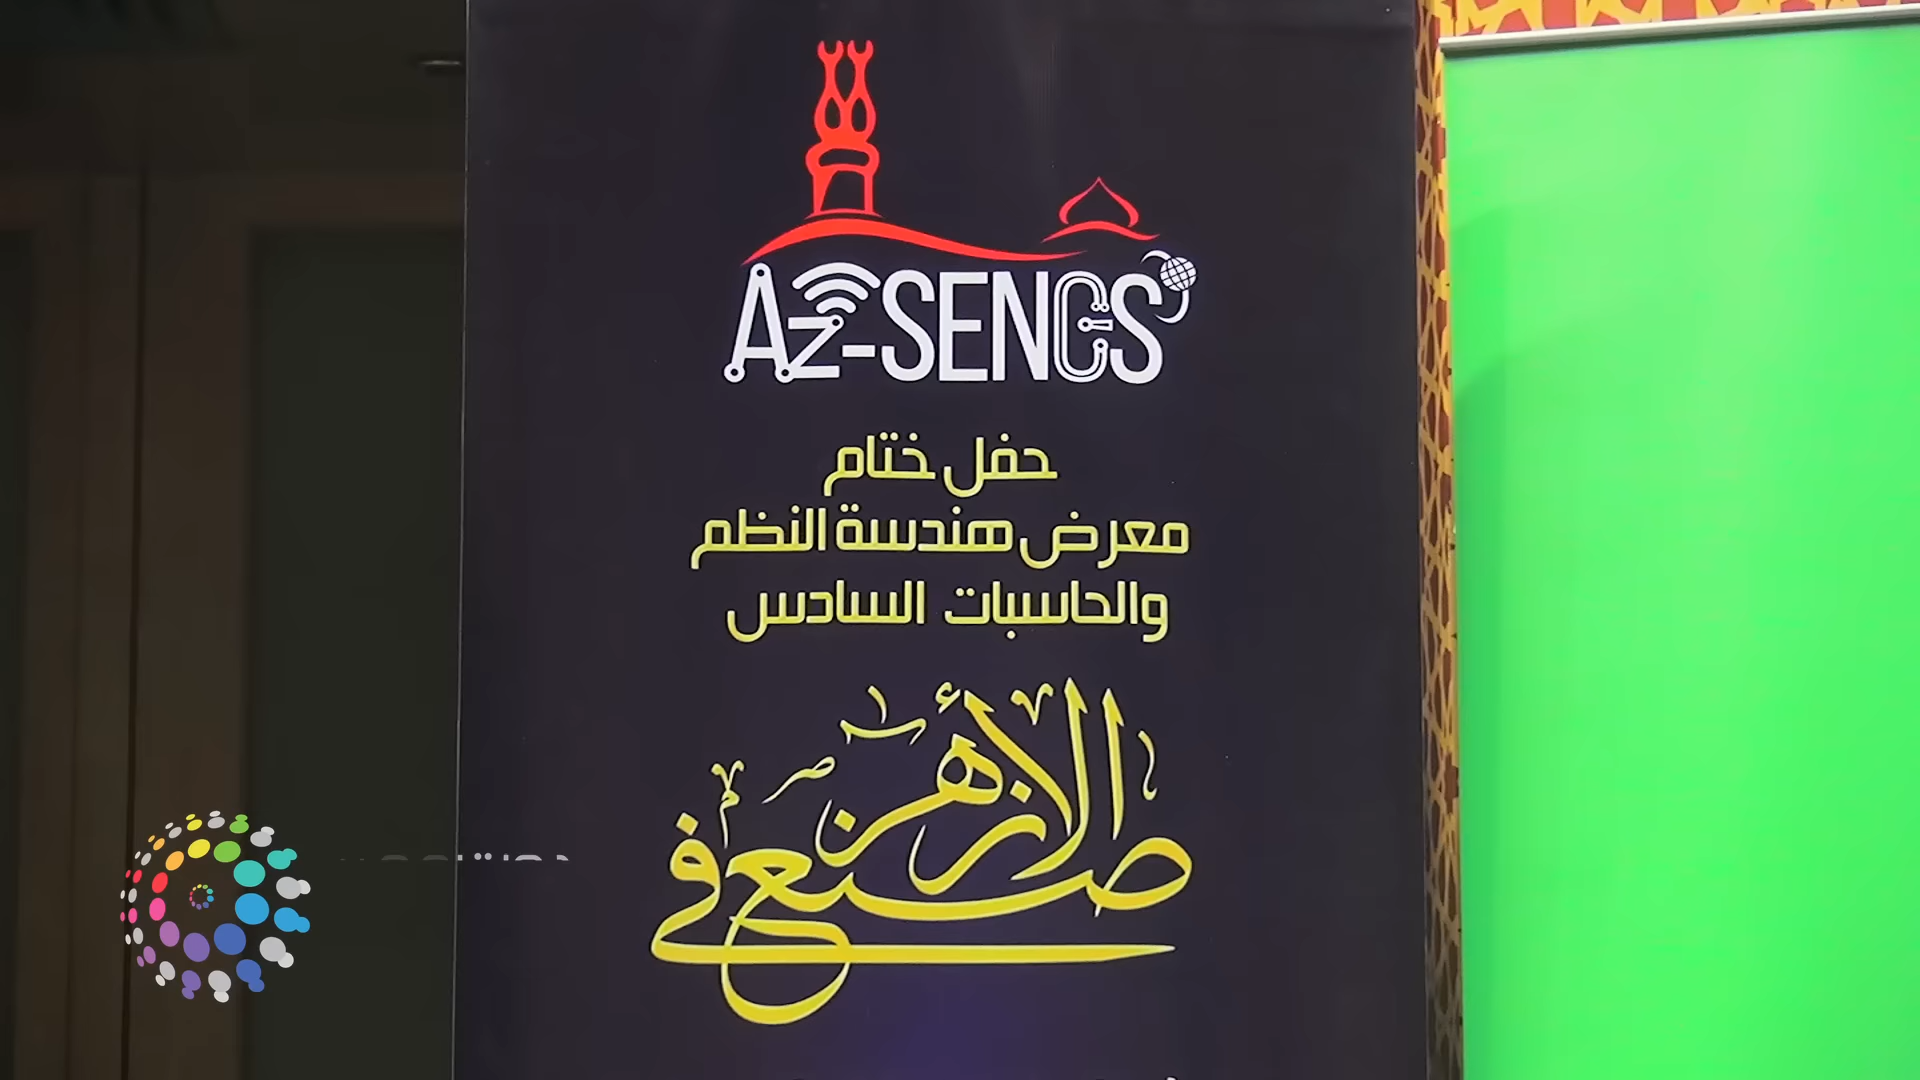 AZ-SENCS
حفل ختام
معرض هندسة النظم
والحاسبات السادس
صنع في الأزهر